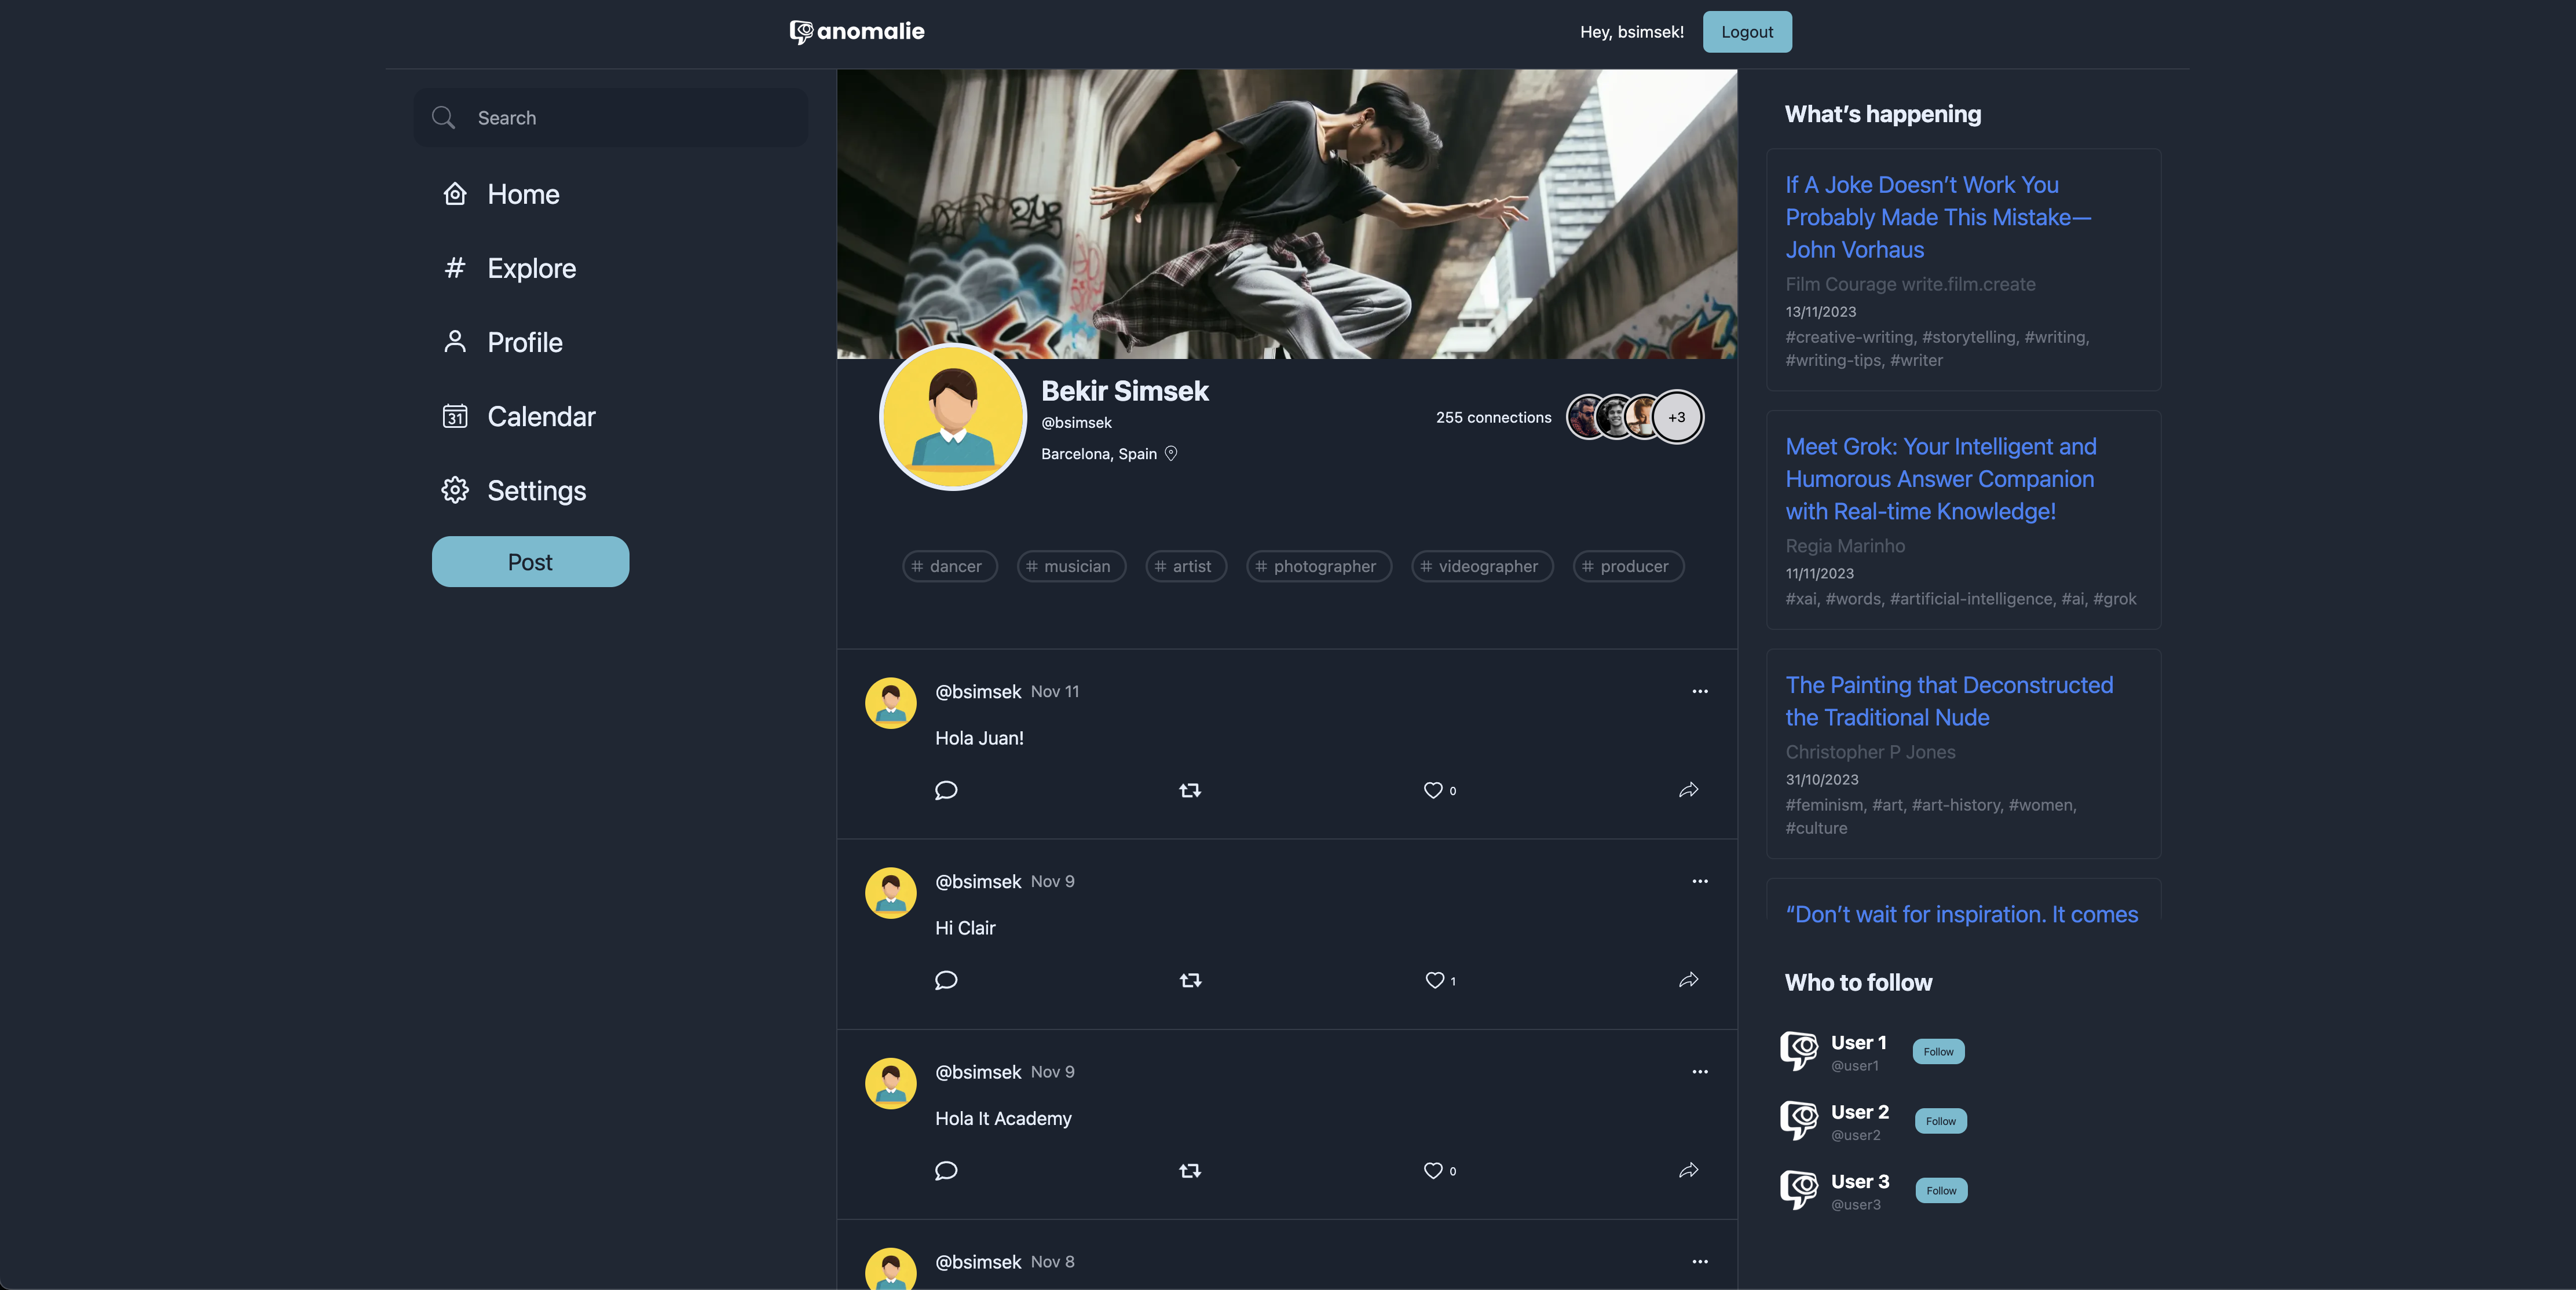 anomalie
Hey, bsimsek!
Logout
Search
Home
Explore
Profile
31
Calendar
Settings
Post
Bekir Simsek
@bsimsek
Barcelona, Spain
255 connections
+3
# dancer
# musician
# artist
# photographer
# videographer
# producer
@bsimsek Nov 11
Hola Juan!
0
@bsimsek Nov 9
Hi Clair
1
@bsimsek Nov 9
Hola It Academy
0
@bsimsek Nov 8
What's happening
If A Joke Doesn’t Work You
Probably Made This Mistake—
John Vorhaus
Film Courage write.film.create
13/11/2023
#creative-writing, #storytelling, #writing,
#writing-tips, #writer
Meet Grok: Your Intelligent and
Humorous Answer Companion
with Real-time Knowledge!
Regia Marinho
11/11/2023
#xai, #words, #artificial-intelligence, #ai, #grok
The Painting that Deconstructed
the Traditional Nude
Christopher P Jones
31/10/2023
#feminism, #art, #art-history, #women,
#culture
“Don’t wait for inspiration. It comes
Who to follow
User 1
@user1
Follow
User 2
@user2
Follow
User 3
@user3
Follow